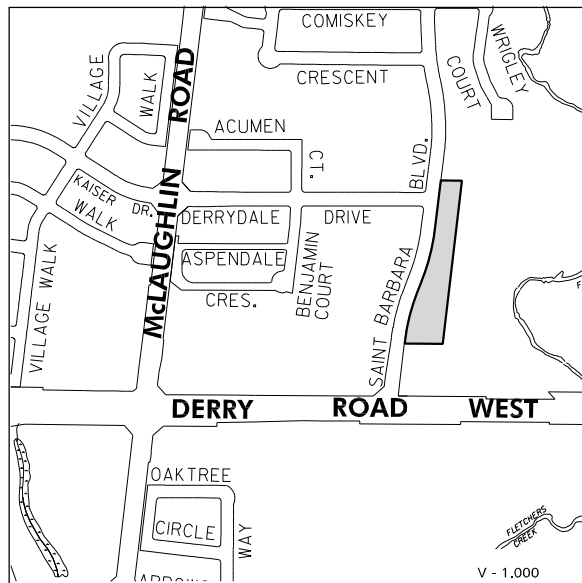 COMISKEY
CRESCENT
WRIGLEY
COURT
VILLAGE
WALK
McLAUGHLIN ROAD
ACUMEN
CT.
BLVD.
KAISER DR.
WALK
DERRYDALE DRIVE
ASPENDALE
CRES.
BENJAMIN
COURT
SAINT BARBARA
VILLAGE WALK
DERRY ROAD WEST
OAKTREE
CIRCLE
WAY
FLETCHERS
CREEK
V - 1.000